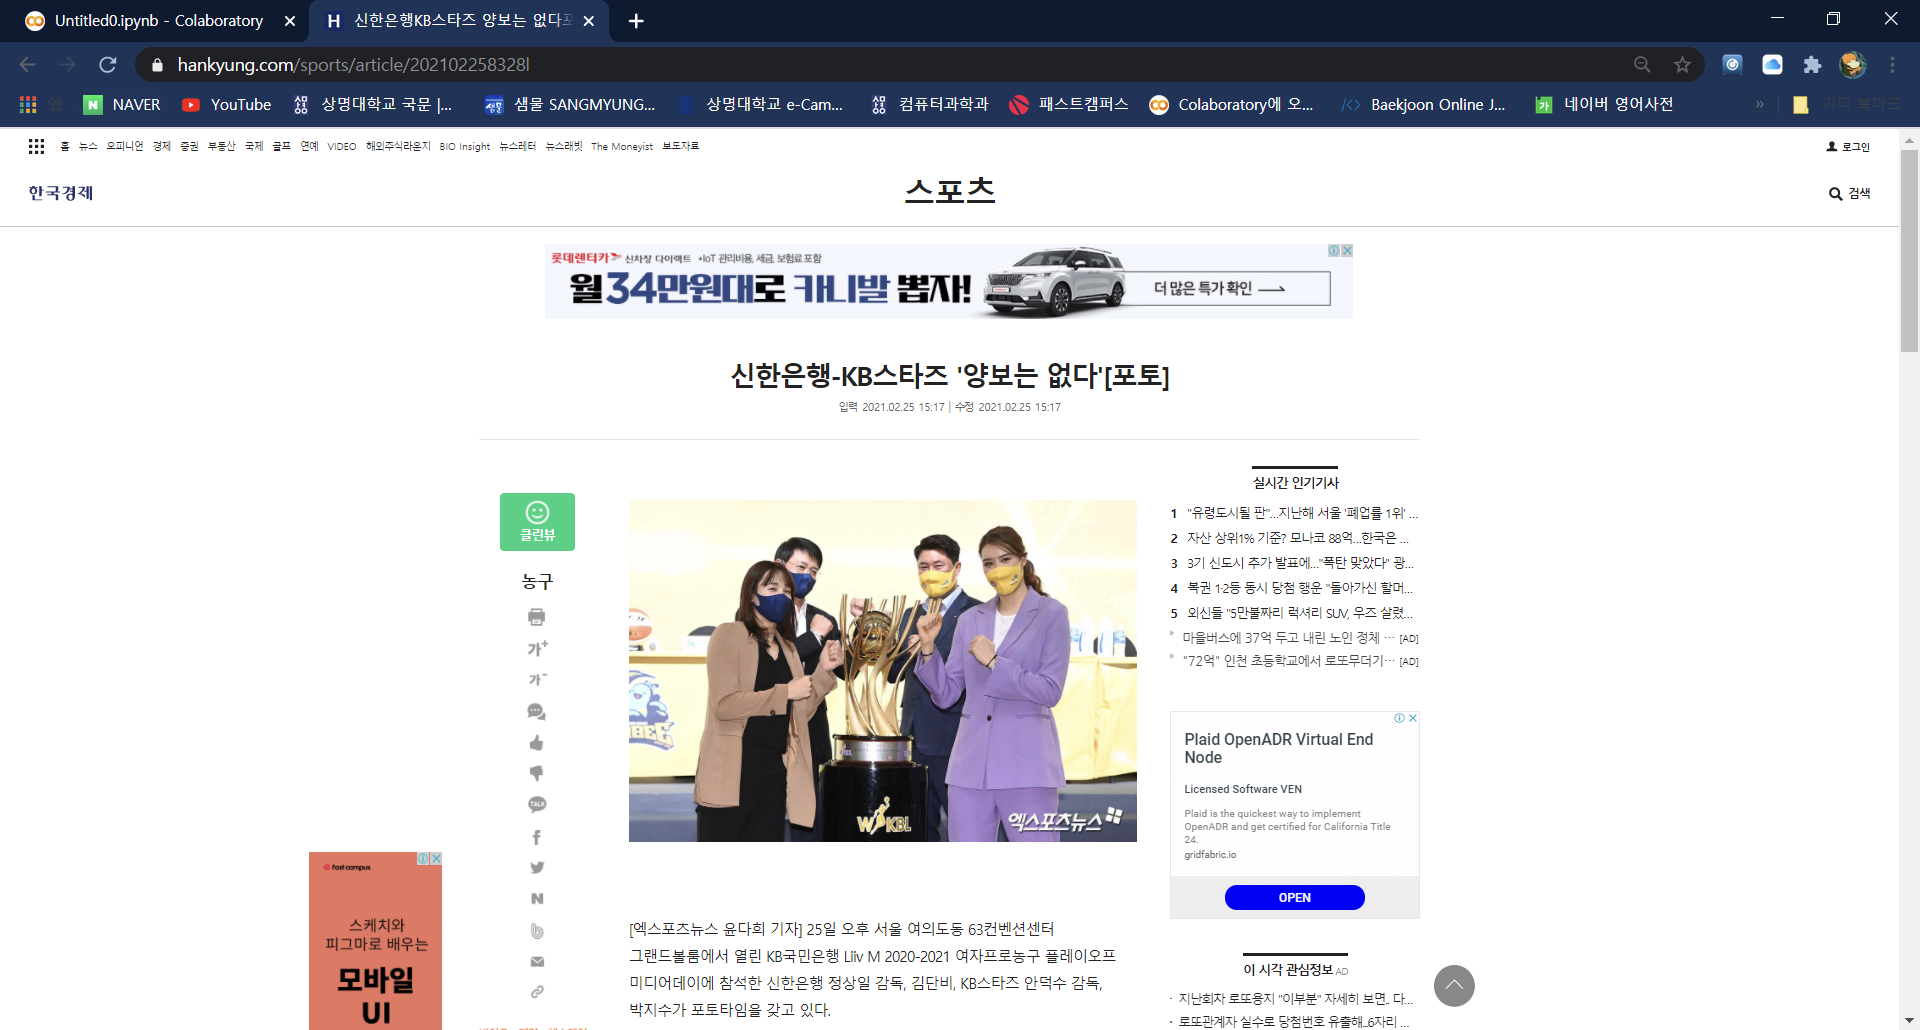 Untitled0.ipynb - Colaboratory
신한은행KB스타즈 양보는 없다
hankyung.com/sports/article/202102258328I
앱
NAVER
YouTube
상명대학교 국문 |...
샘물 SANGMYUNG...
상명대학교 e-Cam...
컴퓨터과학과
패스트캠퍼스
Colaboratory에 오...
Baekjoon Online J...
네이버 영어사전
»
기타 북마크
홈 뉴스 오피니언 경제 증권 부동산 국제 골프 연예 VIDEO 해외주식라운지 BIO Insight 뉴스레터 뉴스래빗 The Moneyist 보도자료
로그인
한국경제
스포츠
검색
롯데렌터카 신차장 다이렉트 •IoT 관리비용, 세금, 보험료 포함
월34만원대로 카니발 뽑자!
더 많은 특가 확인
신한은행-KB스타즈 '양보는 없다'[포토]
입력 2021.02.25 15:17 | 수정 2021.02.25 15:17
클린뷰
농구
가+
가-
TALK
WKBL
엑스포츠뉴스
[엑스포츠뉴스 윤다희 기자] 25일 오후 서울 여의도동 63컨벤션센터
그랜드볼룸에서 열린 KB국민은행 Liiv M 2020-2021 여자프로농구 플레이오프
미디어데이에 참석한 신한은행 정상일 감독, 김단비, KB스타즈 안덕수 감독,
박지수가 포토타임을 갖고 있다.
실시간 인기기사
1 "유령도시될 판"…지난해 서울 '폐업률 1위' ...
2 자산 상위1% 기준? 모나코 88억…한국은 ...
3 3기 신도시 추가 발표에…"폭탄 맞았다" 광...
4 복권 1·2등 동시 당첨 행운 "돌아가신 할머...
5 외신들 "5만불짜리 럭셔리 SUV, 우즈 살렸...
마을버스에 37억 두고 내린 노인 정체 … [AD]
"72억" 인천 초등학교에서 로또무더기… [AD]
Plaid OpenADR Virtual End
Node
Licensed Software VEN
Plaid is the quickest way to implement
OpenADR and get certified for California Title
24.
gridfabric.io
OPEN
이 시각 관심정보 AD
· 지난회차 로또용지 "이부분" 자세히 보면.. 다...
· 로또관계자 실수로 당첨번호 유출해..6자리 ...
fast campus
스케치와
피그마로 배우는
모바일
UI